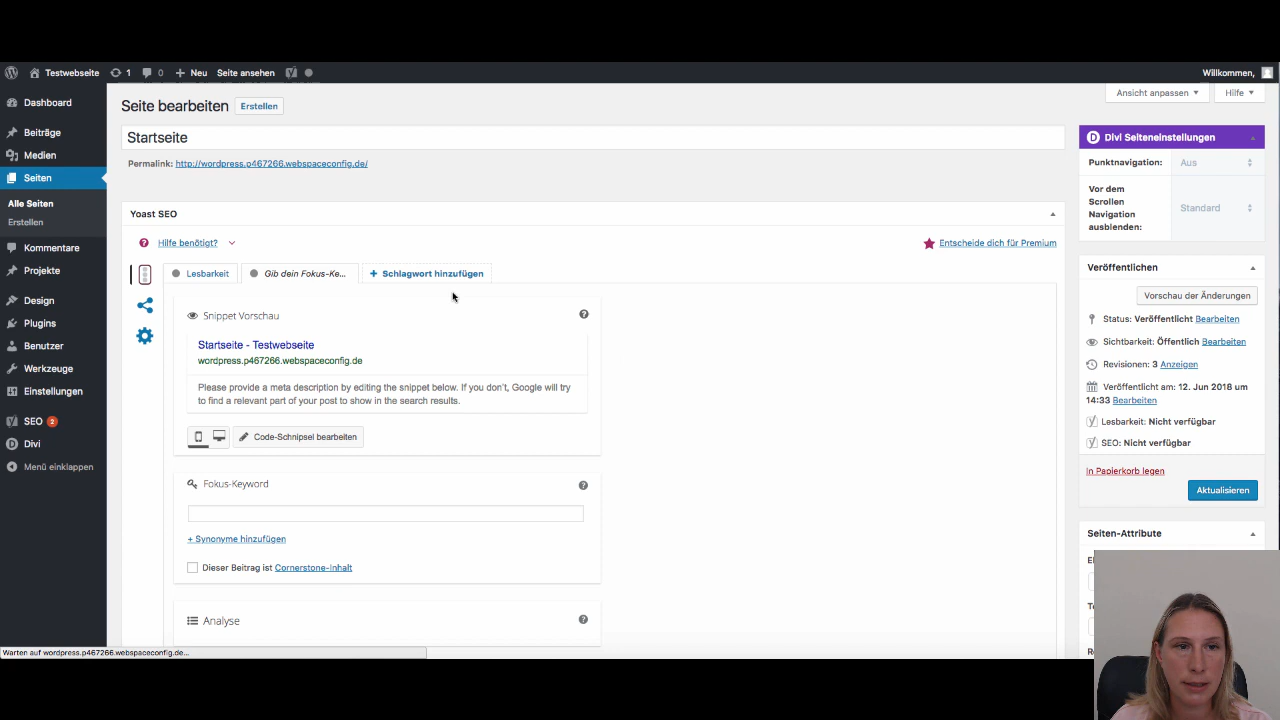 Testwebseite 1 0 Neu Seite ansehen Willkommen,
Dashboard
Beiträge
Medien
Seiten
Alle Seiten
Erstellen
Kommentare
Projekte
Design
Plugins
Benutzer
Werkzeuge
Einstellungen
SEO 2
Divi
Menü einklappen
Ansicht anpassen Hilfe
Seite bearbeiten Erstellen
Startseite
Permalink: http://wordpress.p467266.webspaceconfig.de/
Yoast SEO
Hilfe benötigt? Entscheide dich für Premium
Lesbarkeit Gib dein Fokus-Ke... + Schlagwort hinzufügen
Snippet Vorschau
Startseite - Testwebseite
wordpress.p467266.webspaceconfig.de
Please provide a meta description by editing the snippet below. If you don't, Google will try
to find a relevant part of your post to show in the search results.
Code-Schnipsel bearbeiten
Fokus-Keyword
+ Synonyme hinzufügen
Dieser Beitrag ist Cornerstone-Inhalt
Analyse
Divi Seiteneinstellungen
Punktnavigation: Aus
Vor dem
Scrollen
Navigation
ausblenden:
Standard
Veröffentlichen
Vorschau der Änderungen
Status: Veröffentlicht Bearbeiten
Sichtbarkeit: Öffentlich Bearbeiten
Revisionen: 3 Anzeigen
Veröffentlicht am: 12. Jun 2018 um
14:33 Bearbeiten
Lesbarkeit: Nicht verfügbar
SEO: Nicht verfügbar
In Papierkorb legen
Aktualisieren
Seiten-Attribute
Warten auf wordpress.p467266.webspaceconfig.de...